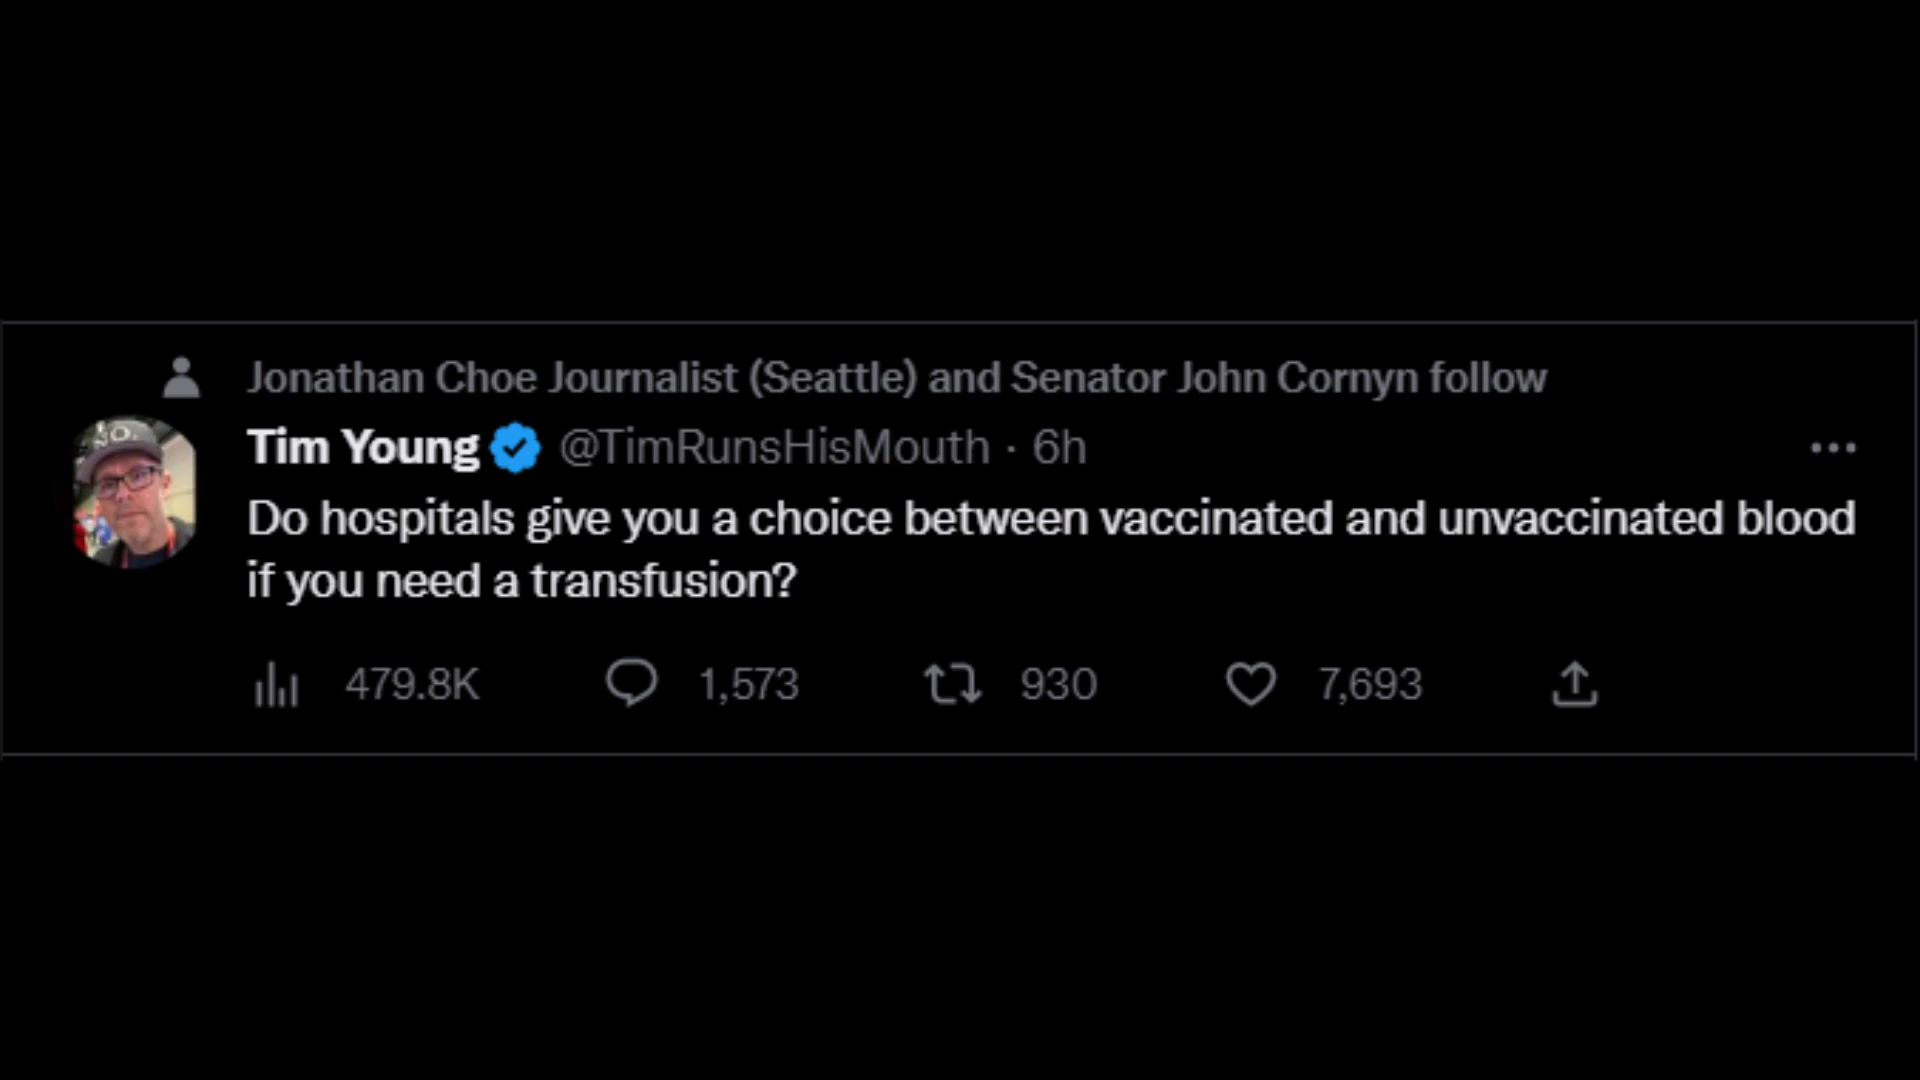 Jonathan Choe Journalist (Seattle) and Senator John Cornyn follow
Tim Young @TimRunsHisMouth · 6h
Do hospitals give you a choice between vaccinated and unvaccinated blood
if you need a transfusion?
479.8K 1,573 930 7,693
NO.